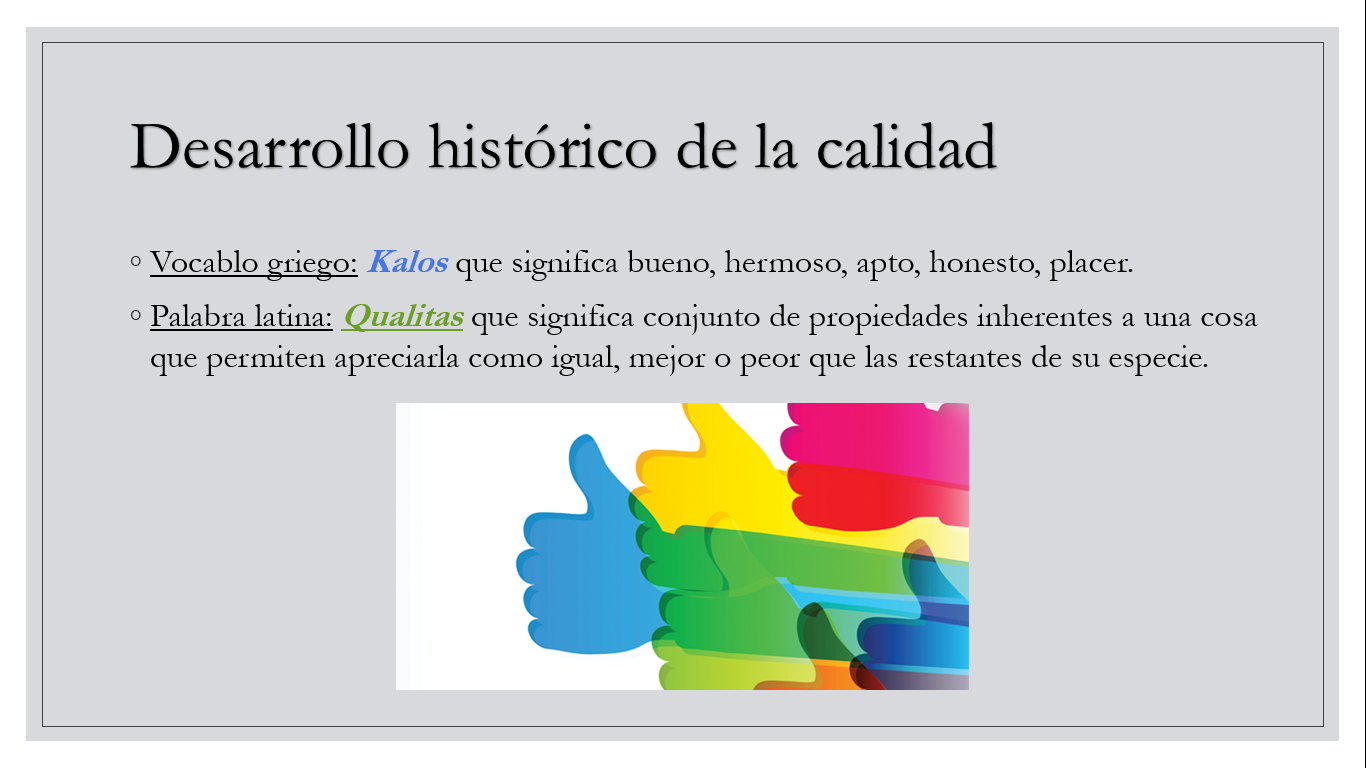 Desarrollo histórico de la calidad
◦ Vocablo griego: Kalos que significa bueno, hermoso, apto, honesto, placer.
◦ Palabra latina: Qualitas que significa conjunto de propiedades inherentes a una cosa
que permiten apreciarla como igual, mejor o peor que las restantes de su especie.